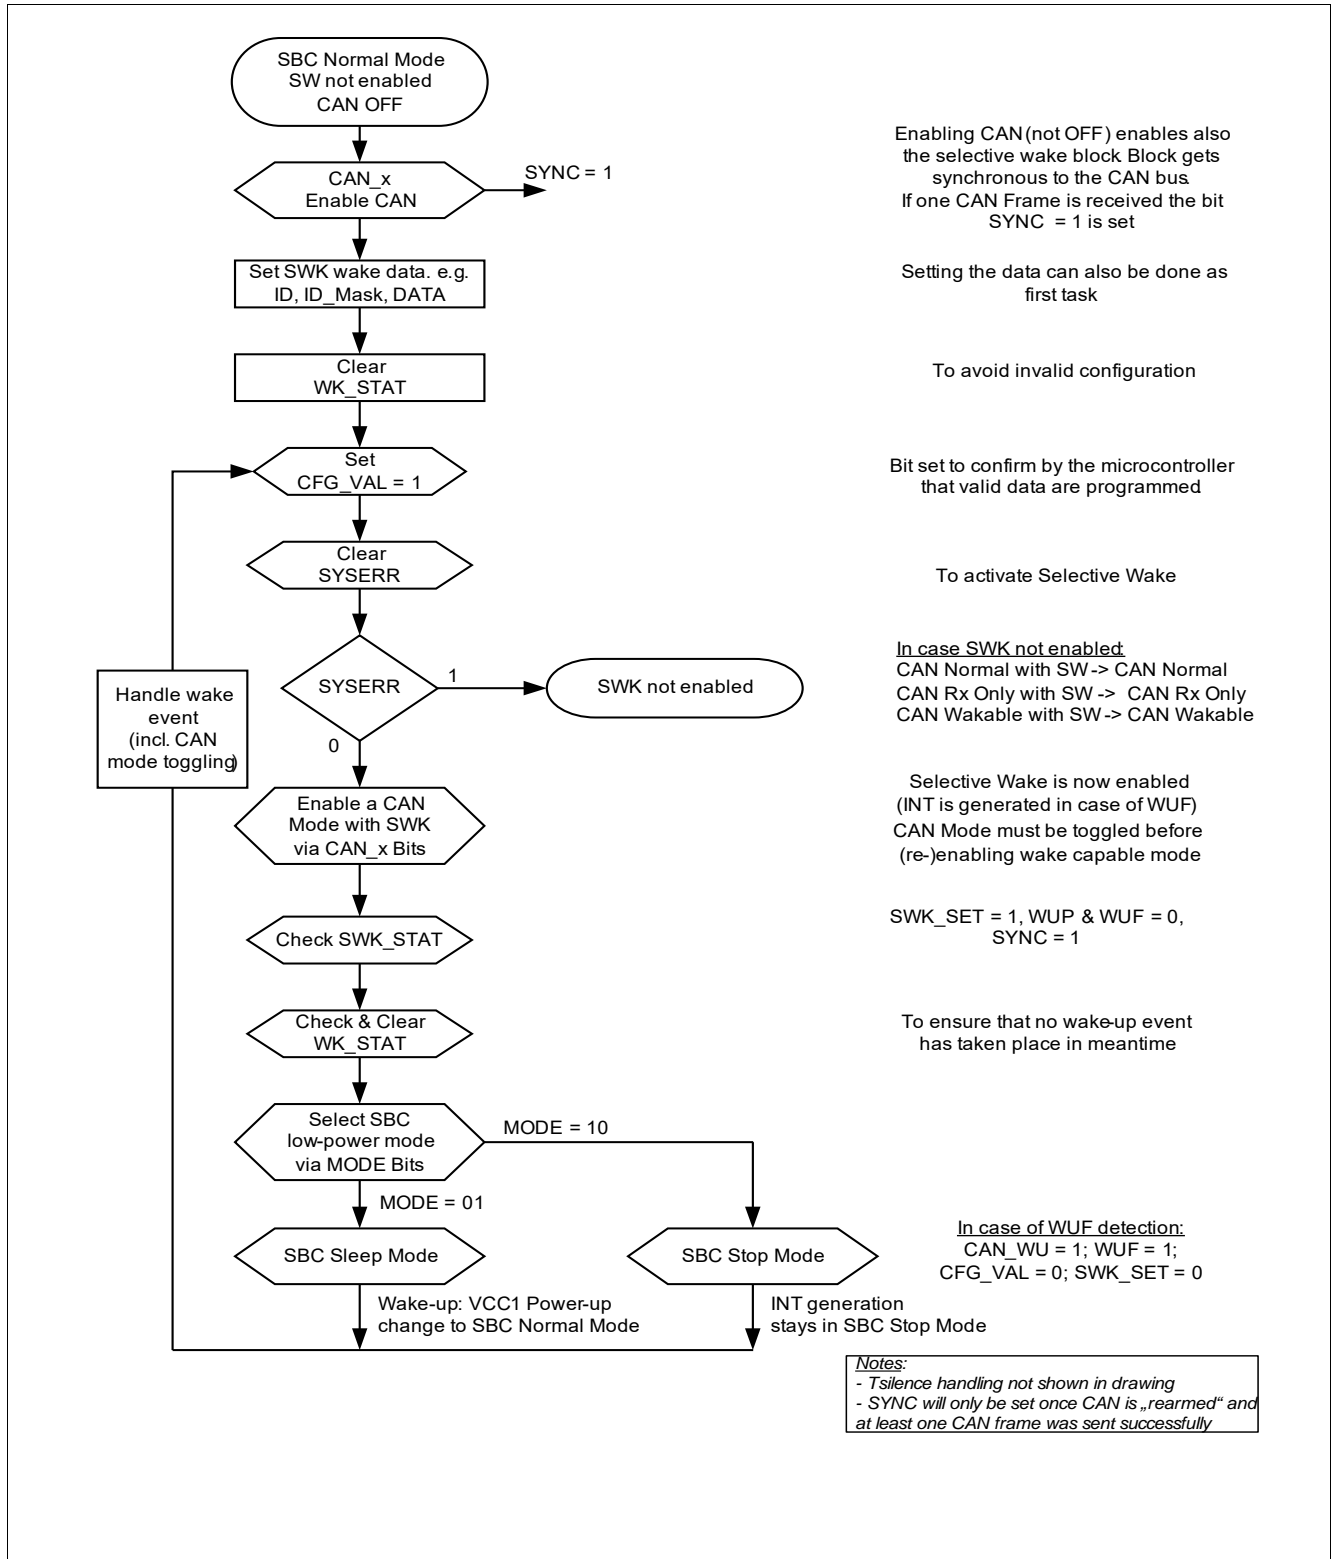 SBC Normal Mode
SW not enabled
CAN OFF
Enabling CAN (not OFF) enables also
the selective wake block. Block gets
synchronous to the CAN bus.
If one CAN Frame is received the bit
SYNC = 1 is set
CAN_x
Enable CAN
SYNC = 1
Set SWK wake data. e.g.
ID, ID_Mask, DATA
Setting the data can also be done as
first task
Clear
WK_STAT
To avoid invalid configuration
Set
CFG_VAL = 1
Bit set to confirm by the microcontroller
that valid data are programmed.
Clear
SYSERR
To activate Selective Wake
SYSERR
1
0
SWK not enabled
In case SWK not enabled:
CAN Normal with SW -> CAN Normal
CAN Rx Only with SW -> CAN Rx Only
CAN Wakable with SW -> CAN Wakable
Handle wake
event
(incl. CAN
mode toggling)
Enable a CAN
Mode with SWK
via CAN_x Bits
Selective Wake is now enabled
(INT is generated in case of WUF)
CAN Mode must be toggled before
(re-)enabling wake capable mode
Check SWK_STAT
SWK_SET = 1, WUP & WUF = 0,
SYNC = 1
Check & Clear
WK_STAT
To ensure that no wake-up event
has taken place in meantime
Select SBC
low-power mode
via MODE Bits
MODE = 10
MODE = 01
SBC Sleep Mode
SBC Stop Mode
In case of WUF detection:
CAN_WU = 1; WUF = 1;
CFG_VAL = 0; SWK_SET = 0
Wake-up: VCC1 Power-up
change to SBC Normal Mode
INT generation
stays in SBC Stop Mode
Notes:
- Tsilence handling not shown in drawing
- SYNC will only be set once CAN is „rearmed“ and
at least one CAN frame was sent successfully